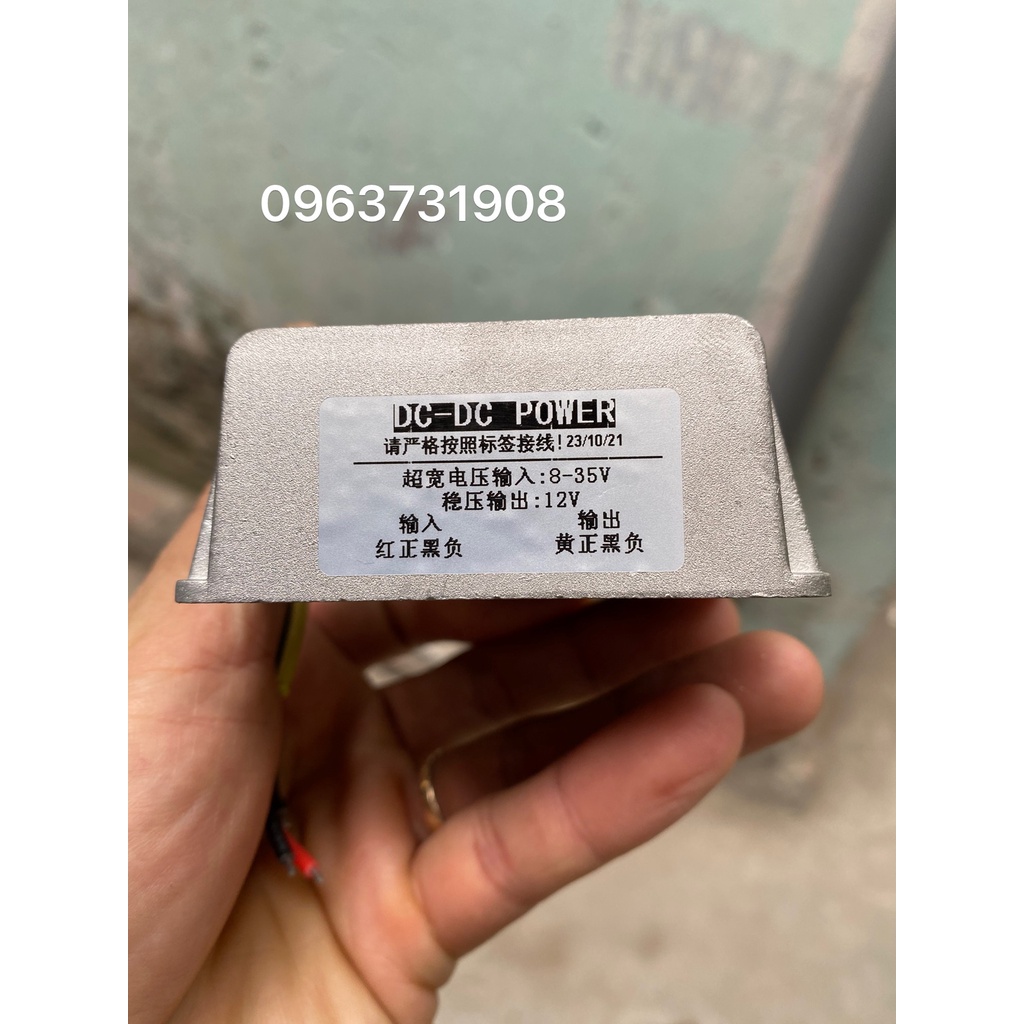 0963731908
DC-DC POWER
请严格按照标签接线!23/10/21
超宽电压输入:8-35V
稳压输出:12V
输入 输出
红正黑负 黄正黑负